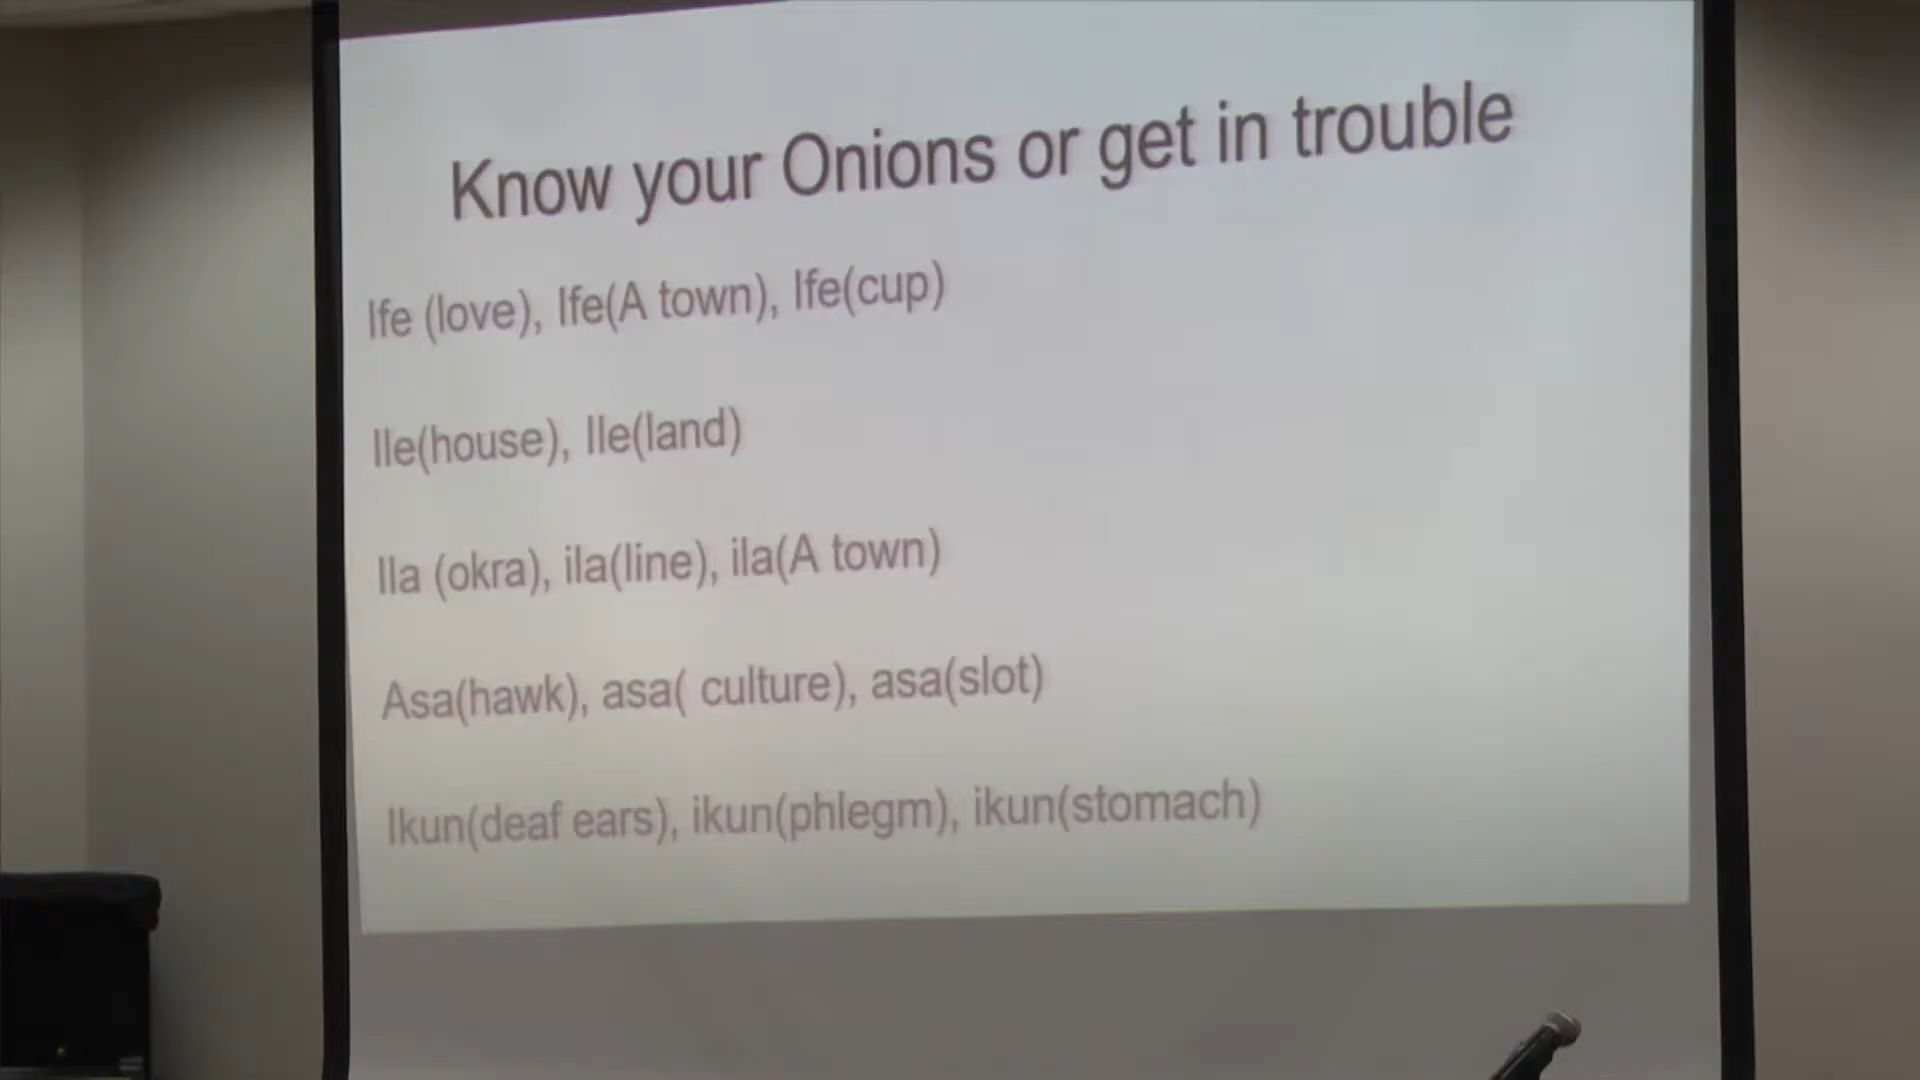 Know your Onions or get in trouble
Ife (love), Ife(A town), Ife(cup)
Ile(house), Ile(land)
Ila (okra), ila(line), ila(A town)
Asa(hawk), asa( culture), asa(slot)
Ikun(deaf ears), ikun(phlegm), ikun(stomach)